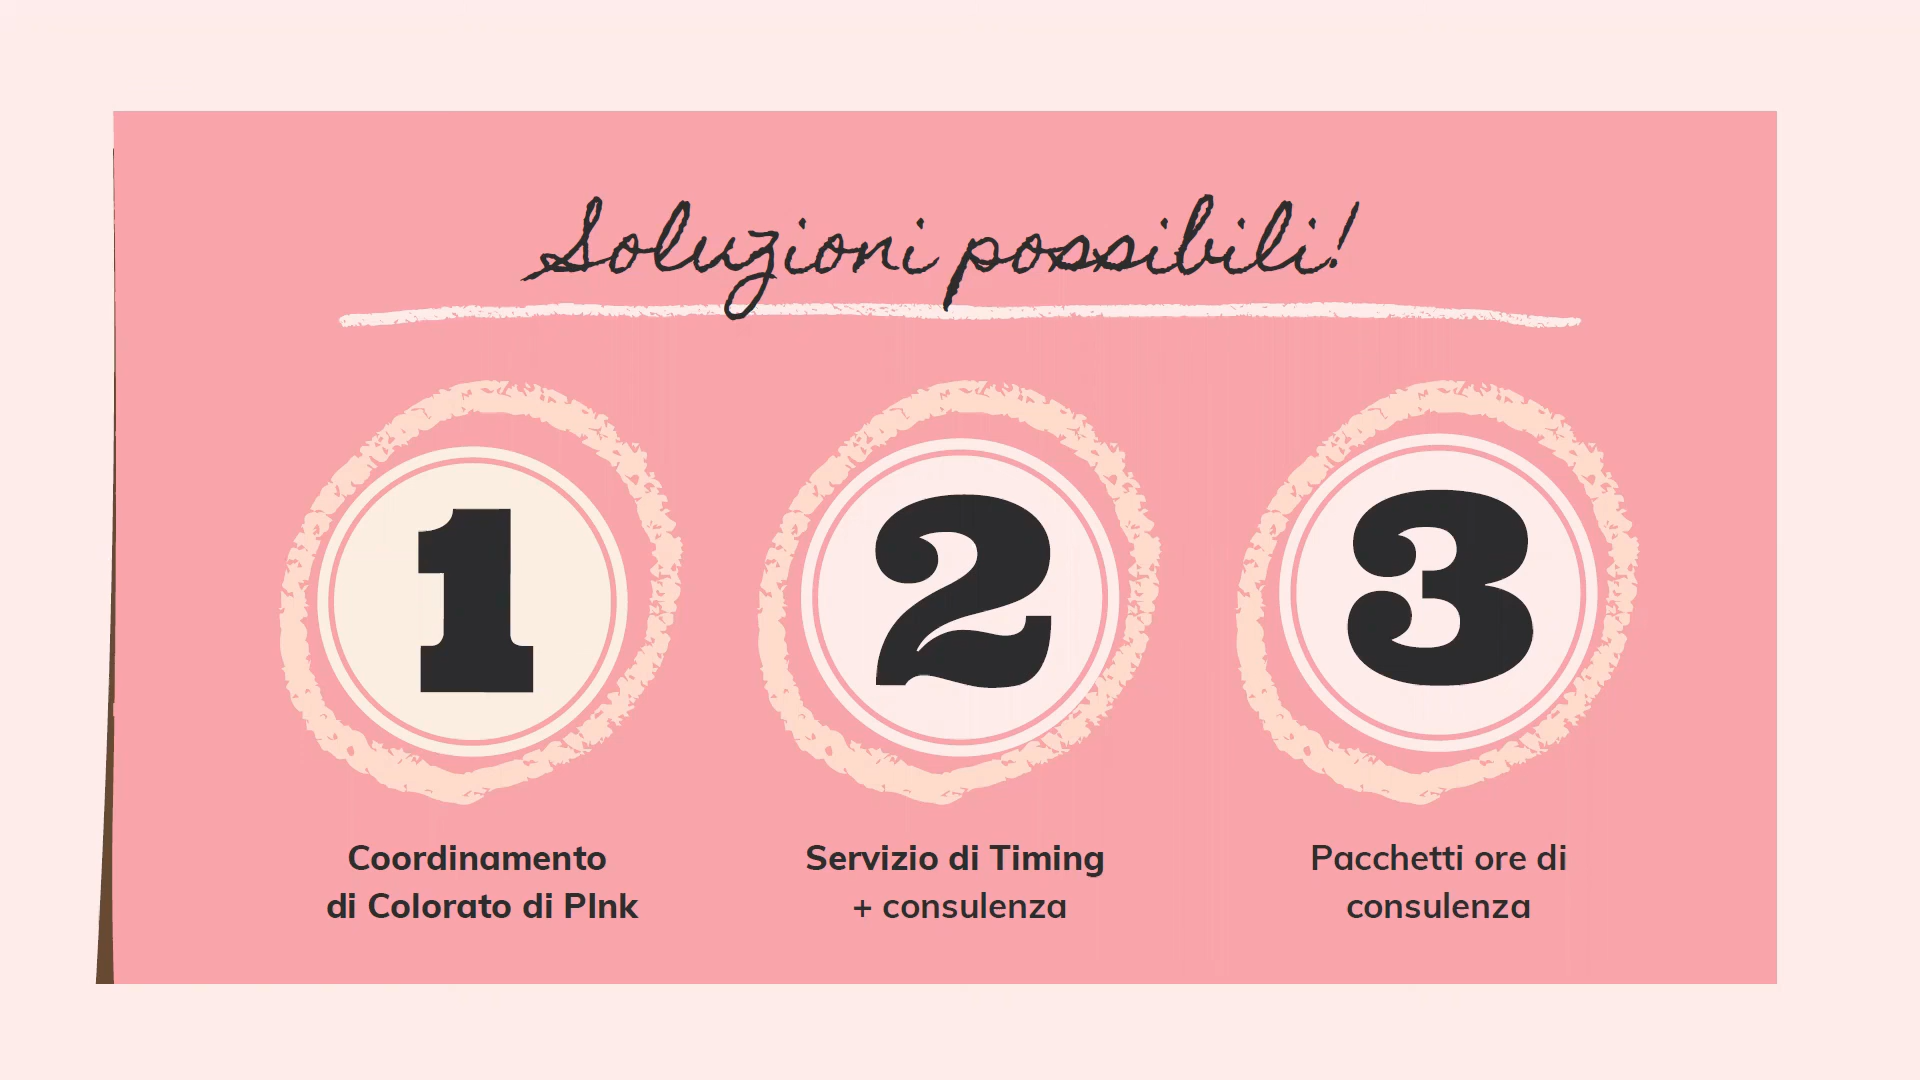 Soluzioni possibili!
1
2
3
Coordinamento
di Colorato di PInk
Servizio di Timing
+ consulenza
Pacchetti ore di
consulenza